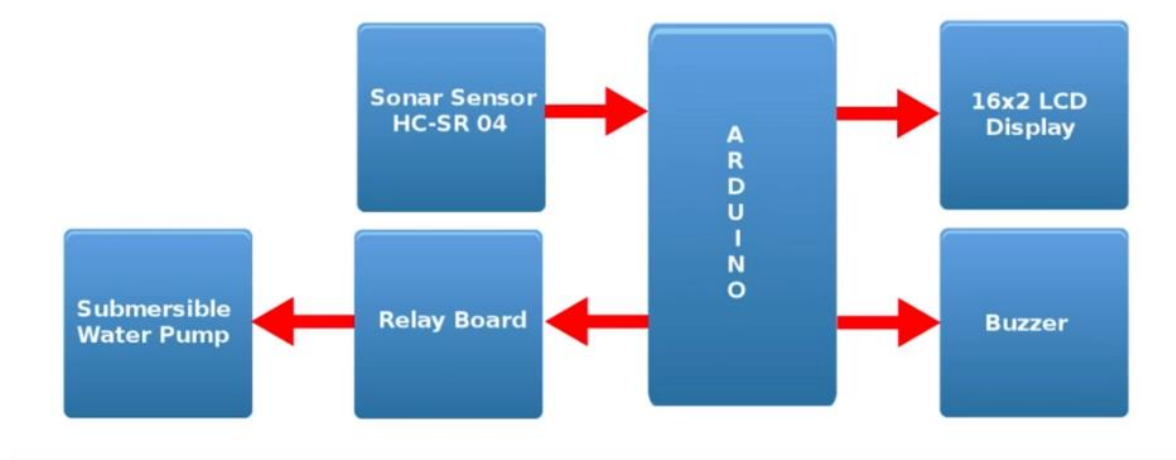 Sonar Sensor
HC-SR 04
A
R
D
U
I
N
O
16x2 LCD
Display
Submersible
Water Pump
Relay Board
Buzzer